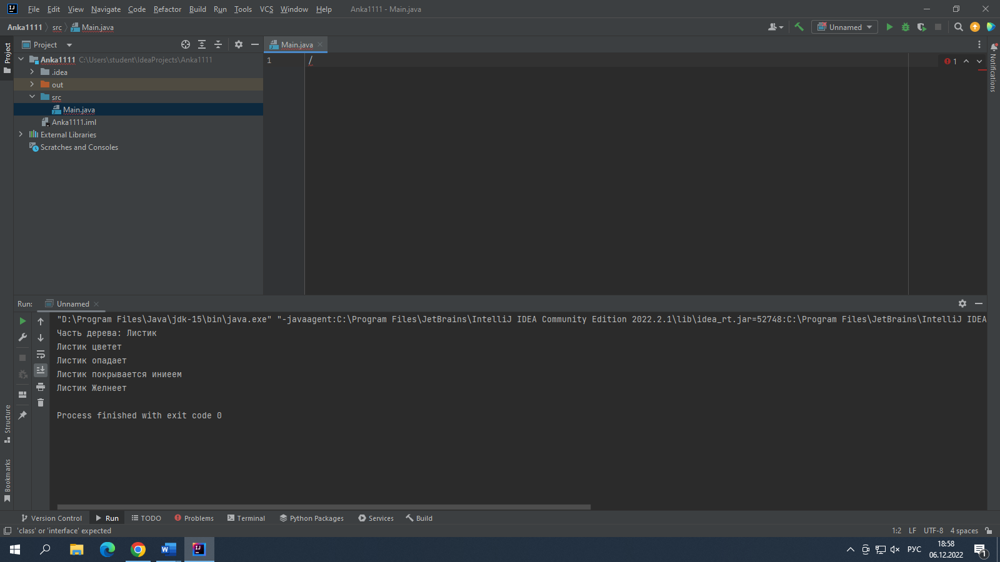 File Edit View Navigate Code Refactor Build Run Tools VCS Window Help Anka1111 - Main.java
Anka1111 src Main.java Unnamed
Project Main.java
Project
Anka1111 C:\Users\student\IdeaProjects\Anka1111
.idea
out
src
Main.java
Anka1111.iml
External Libraries
Scratches and Consoles
1 /
1
Notifications
Run: Unnamed
"D:\Program Files\Java\jdk-15\bin\java.exe" "-javaagent:C:\Program Files\JetBrains\IntelliJ IDEA Community Edition 2022.2.1\lib\idea_rt.jar=52748:C:\Program Files\JetBrains\IntelliJ IDEA
Часть дерева: Листик
Листик цветет
Листик опадает
Листик покрывается иниеем
Листик Желнеет
Process finished with exit code 0
Structure
Bookmarks
Version Control Run TODO Problems Terminal Python Packages Services Build
'class' or 'interface' expected 1:2 LF UTF-8 4 spaces
РУС 18:58
06.12.2022
1